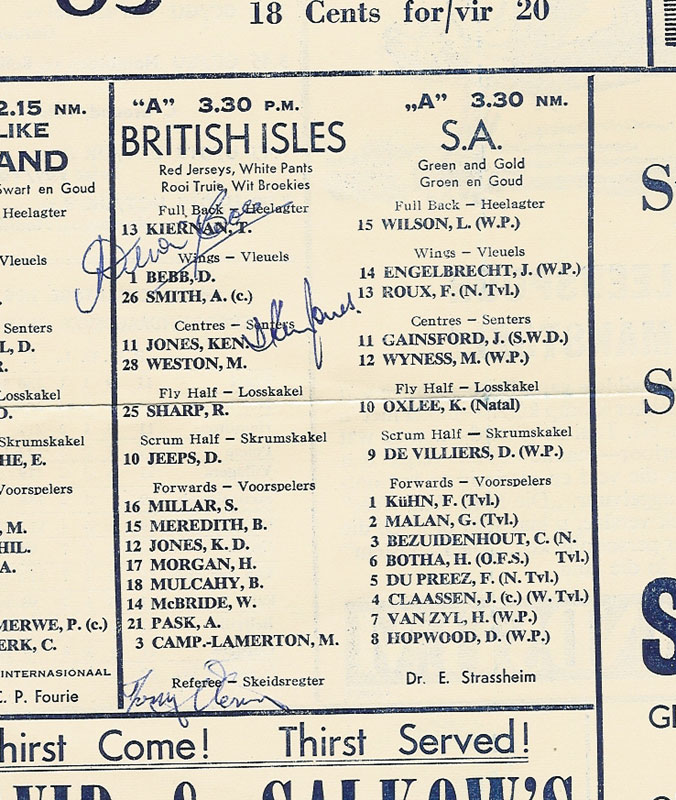 18 Cents for/vir 20
2.15 NM.
LIKE
AND
Swart en Goud
Heelagter
Vleuels
Senters
L, D.
R.
Losskakel
D.
Skrumskakel
HE, E.
Voorspelers
, M.
HIL.
A.
MERWE, P. (c.)
ERK, C.
INTERNASIONAAL
C. P. Fourie
"A" 3.30 P.M.
BRITISH ISLES
Red Jerseys, White Pants
Rooi Truie, Wit Broekies
Full Back – Heelagter
13 KIERNAN, T.
Wings – Vleuels
1 BEBB, D.
26 SMITH, A. (c.)
Centres – Senters
11 JONES, KEN.
Ken Jones
28 WESTON, M.
Fly Half – Losskakel
25 SHARP, R.
Scrum Half – Skrumskakel
10 JEEPS, D.
Forwards – Voorspelers
16 MILLAR, S.
15 MEREDITH, B.
12 JONES, K. D.
17 MORGAN, H.
18 MULCAHY, B.
14 McBRIDE, W.
21 PASK, A.
3 CAMP.-LAMERTON, M.
Referee – Skeidsregter
„A" 3.30 NM.
S.A.
Green and Gold
Groen en Goud
Full Back – Heelagter
15 WILSON, L. (W.P.)
Wings – Vleuels
14 ENGELBRECHT, J. (W.P.)
13 ROUX, F. (N. Tvl.)
Centres – Senters
11 GAINSFORD, J. (S.W.D.)
12 WYNESS, M. (W.P.)
Fly Half – Losskakel
10 OXLEE, K. (Natal)
Scrum Half – Skrumskakel
9 DE VILLIERS, D. (W.P.)
Forwards – Voorspelers
1 KüHN, F. (Tvl.)
2 MALAN, G. (Tvl.)
3 BEZUIDENHOUT, C. (N.
6 BOTHA, H. (O.F.S.) Tvl.)
5 DU PREEZ, F. (N. Tvl.)
4 CLAASSEN, J. (c.) (W. Tvl.)
7 VAN ZYL, H. (W.P.)
8 HOPWOOD, D. (W.P.)
Dr. E. Strassheim
hirst Come! Thirst Served!
& SALKOW'S